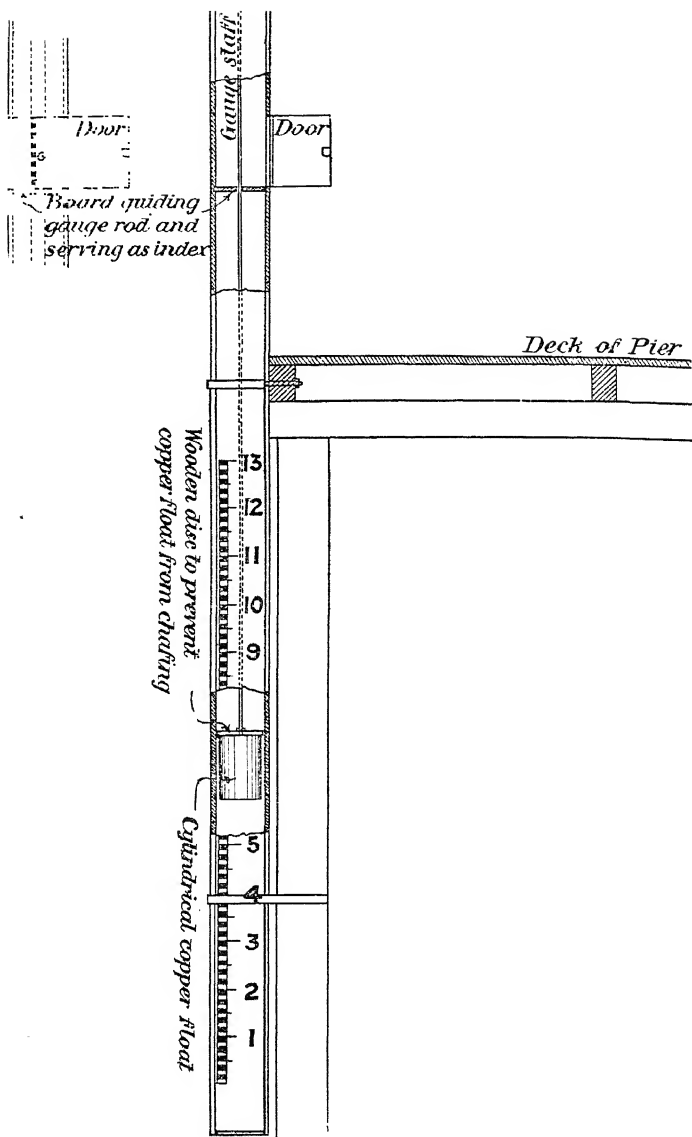 Gauge staff
Door
Door
Board guiding
gauge rod and
serving as index
Deck of Pier
Wooden disc to prevent
copper float from chafing
13
12
11
10
9
5
4
3
2
1
Cylindrical copper float